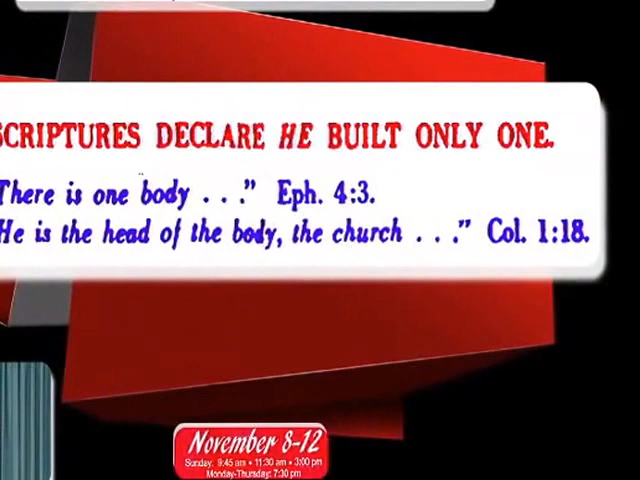 SCRIPTURES DECLARE HE BUILT ONLY ONE.
There is one body . . ." Eph. 4:3.
He is the head of the body, the church . . ." Col. 1:18.
November 8-12
Sunday: 9:45 am • 11:30 am • 3:00 pm
Monday-Thursday: 7:30 pm